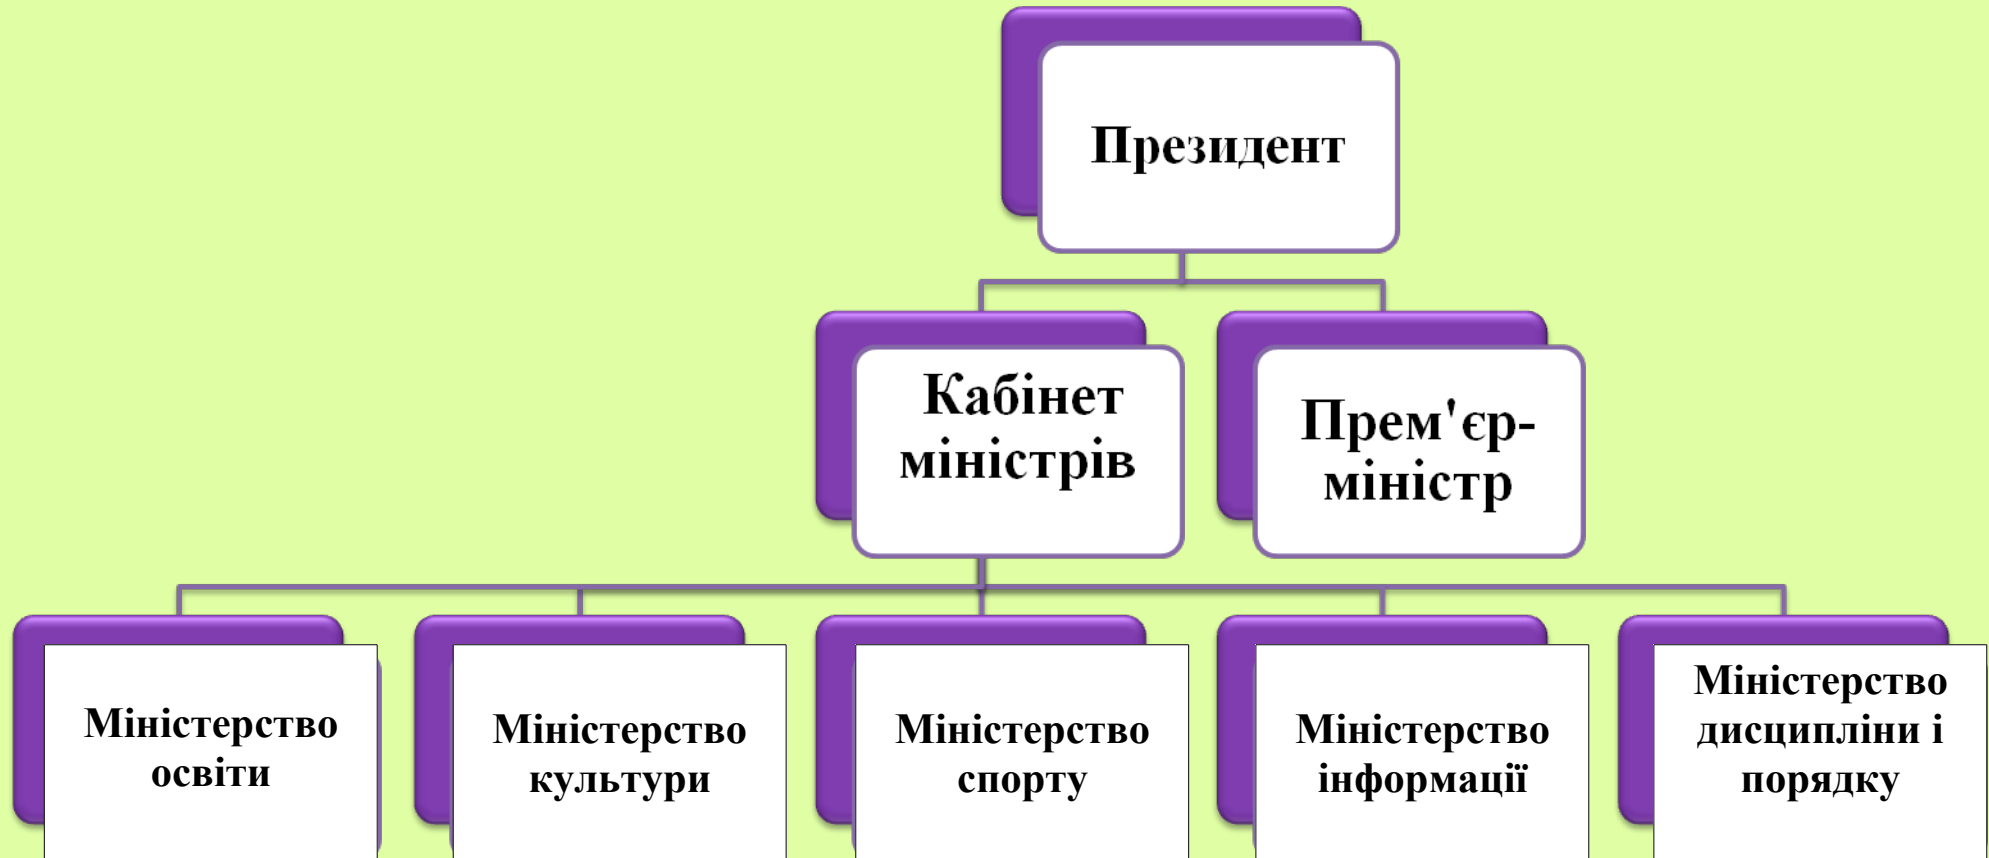 Президент
Кабінет
міністрів
Прем'єр-
міністр
Міністерство
освіти
Міністерство
культури
Міністерство
спорту
Міністерство
інформації
Міністерство
дисципліни і
порядку